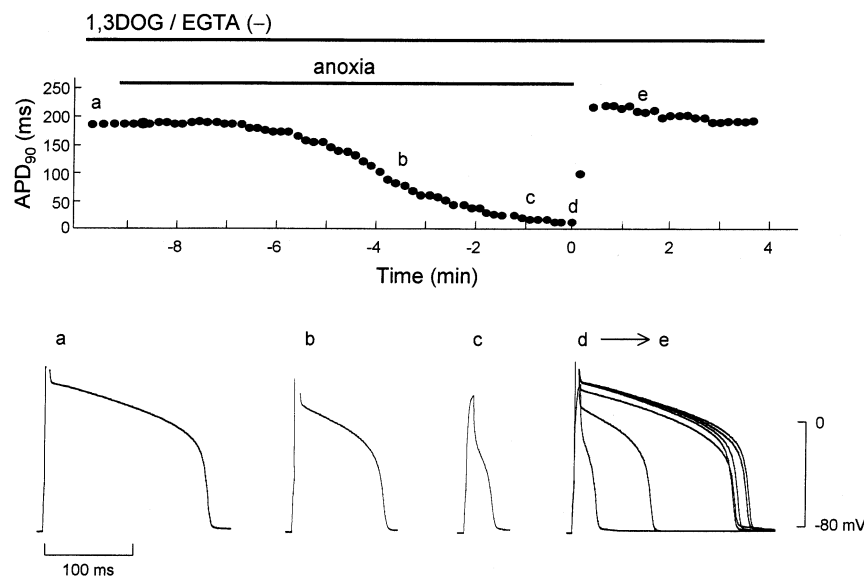 1,3DOG / EGTA (–)
anoxia
APD90 (ms)
250
200
150
100
50
0
a
b
c
d
e
-8
-6
-4
-2
0
2
4
Time (min)
a
b
c
d → e
0
-80 mV
100 ms